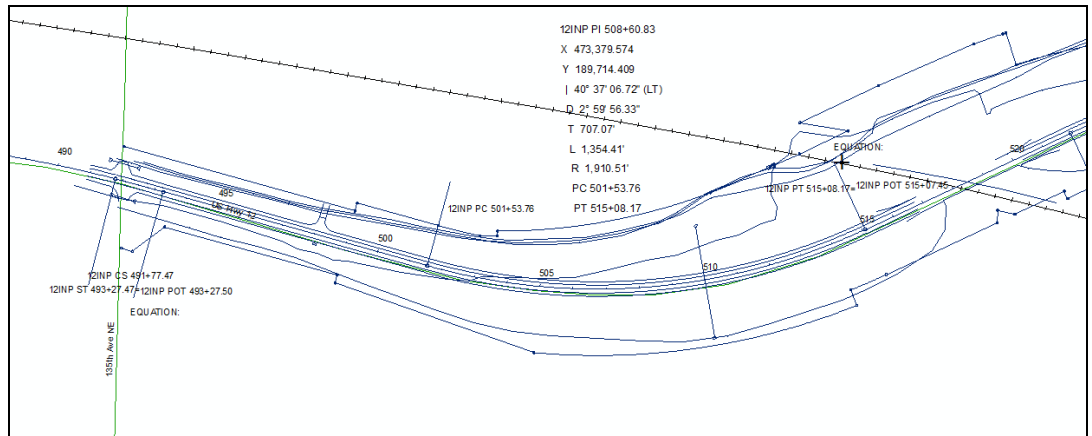 12INP PI 508+60.83
X 473,379.574
Y 189,714.409
I 40° 37' 06.72" (LT)
D 2° 59' 56.33"
T 707.07'
L 1,354.41'
R 1,910.51'
PC 501+53.76
PT 515+08.17
490
495
US HWY 12
12INP PC 501+53.76
500
505
510
515
520
EQUATION:
12INP PT 515+08.17=12INP POT 515+07.45
12INP CS 491+77.47
12INP ST 493+27.47=12INP POT 493+27.50
EQUATION:
135th Ave NE